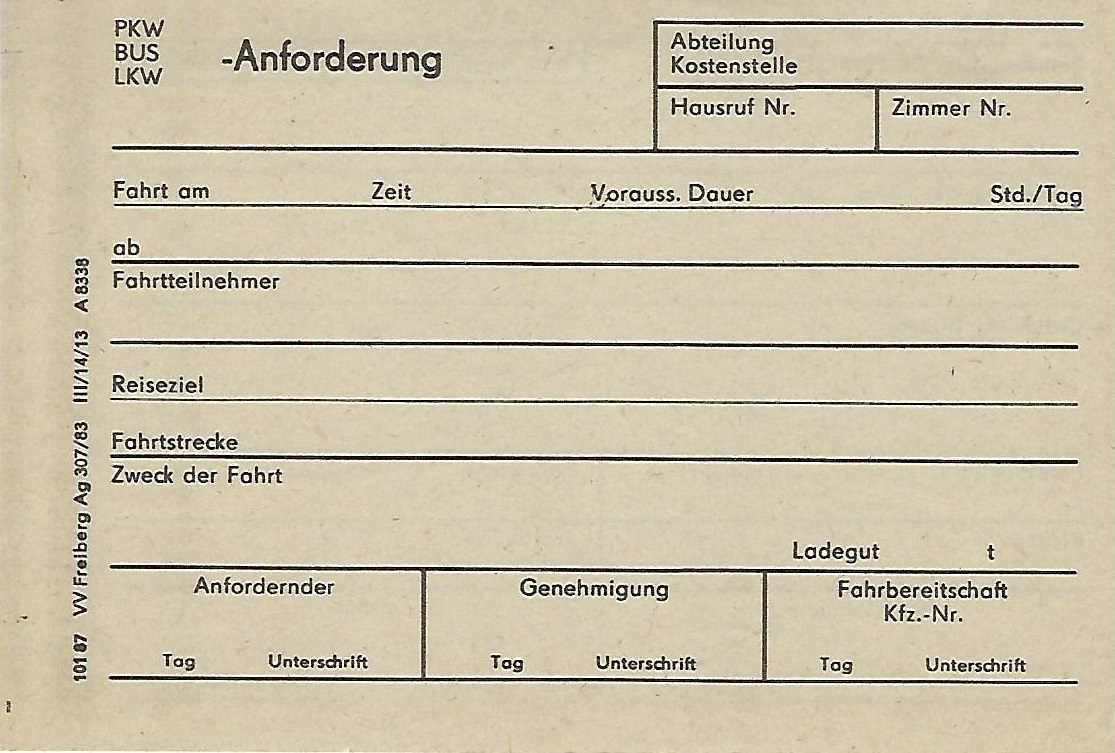 PKW
BUS -Anforderung
LKW
Abteilung
Kostenstelle
Hausruf Nr. Zimmer Nr.
Fahrt am Zeit Vorauss. Dauer Std./Tag
ab
Fahrtteilnehmer
Reiseziel
Fahrtstrecke
Zweck der Fahrt
Ladegut t
Anfordernder Genehmigung Fahrbereitschaft
Kfz.-Nr.
Tag Unterschrift Tag Unterschrift Tag Unterschrift
101 87 VV Freiberg Ag 307/83 III/14/13 A 8338